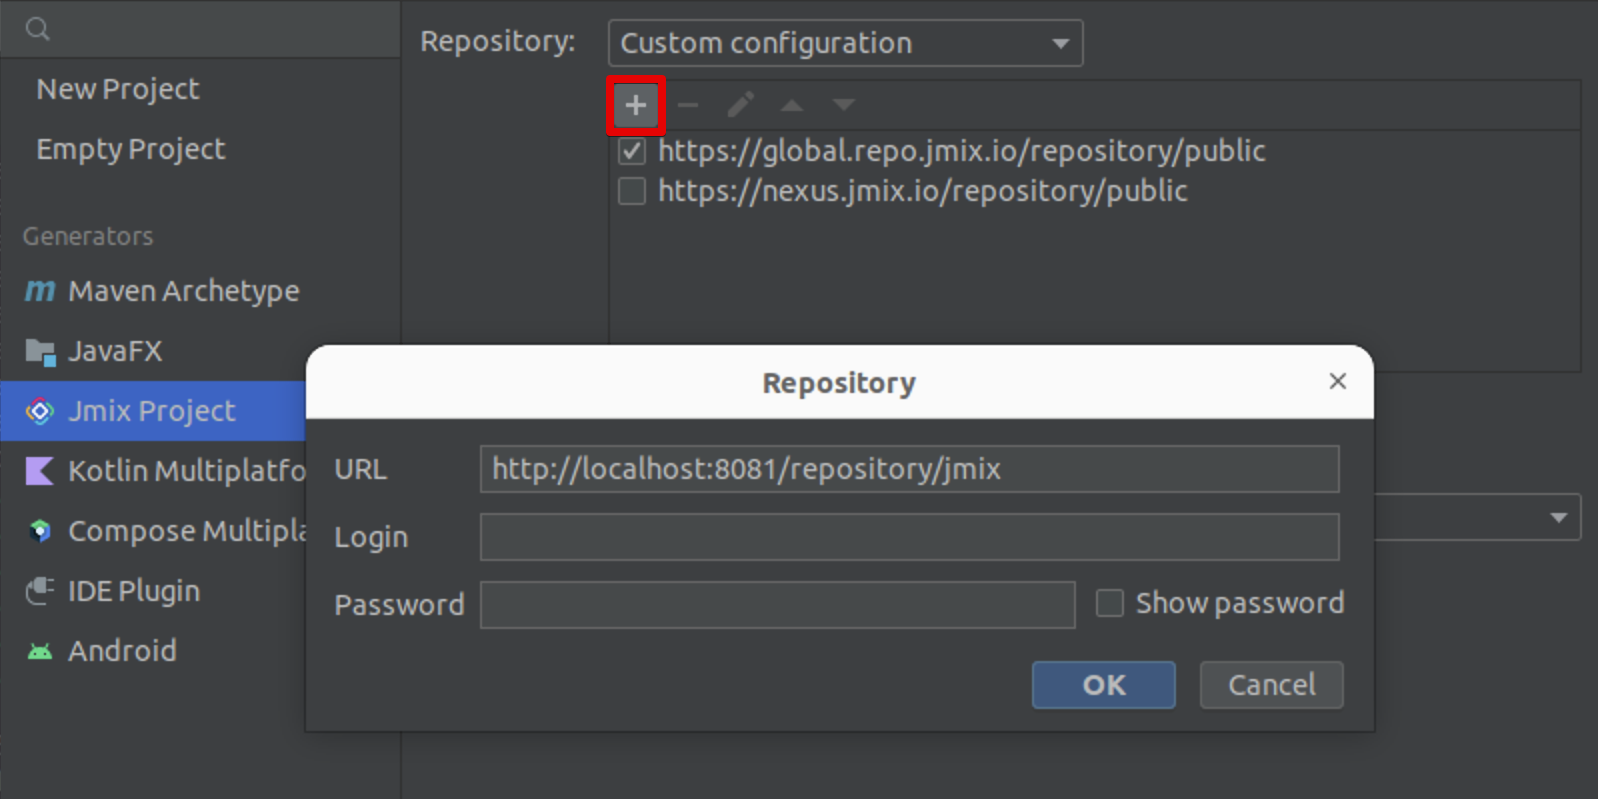 Repository:
Custom configuration
New Project
Empty Project
https://global.repo.jmix.io/repository/public
https://nexus.jmix.io/repository/public
Generators
Maven Archetype
JavaFX
Jmix Project
Kotlin Multiplatfo
Compose Multipla
IDE Plugin
Android
Repository
URL
http://localhost:8081/repository/jmix
Login
Password
Show password
OK
Cancel